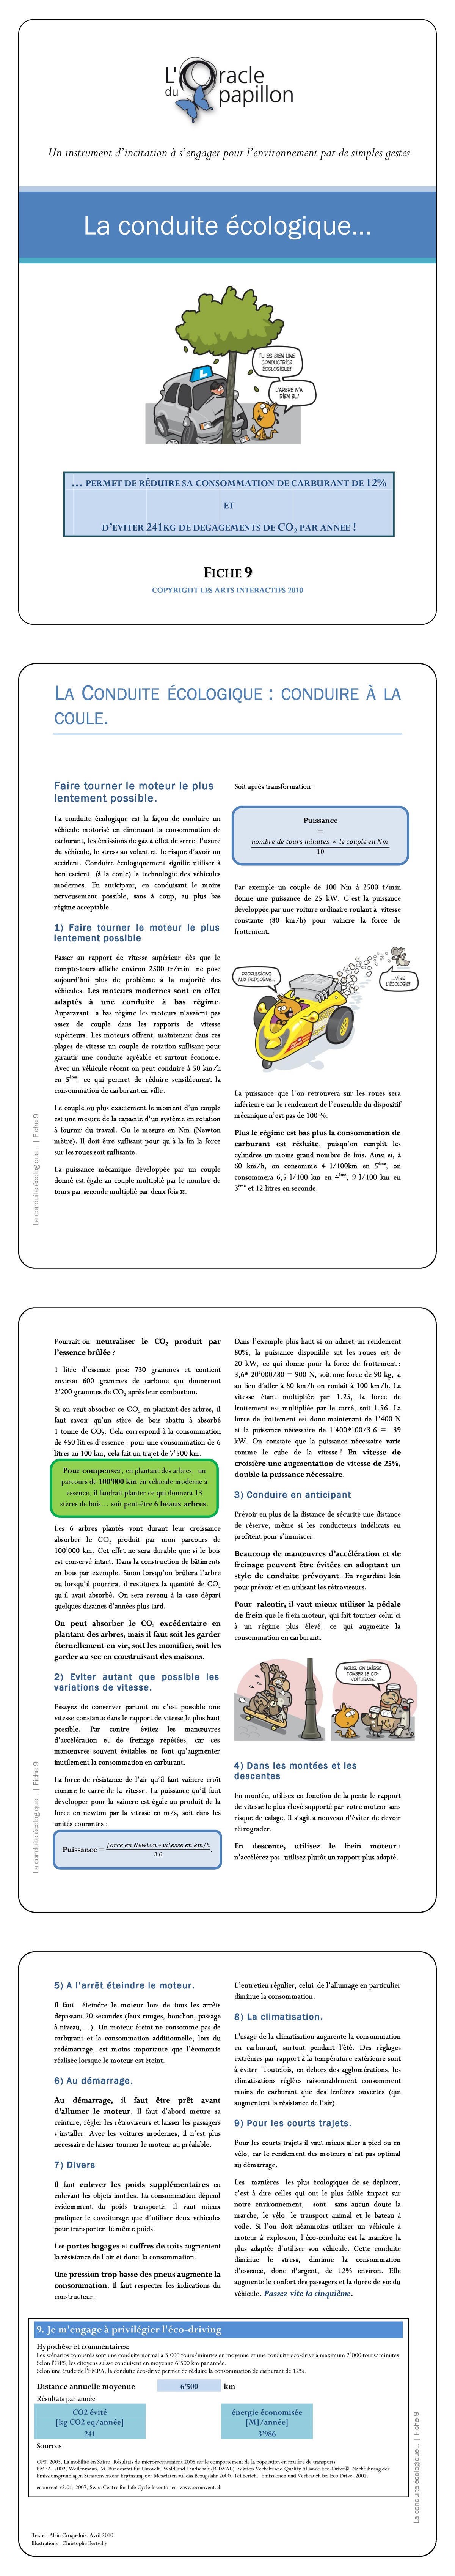 L'Oracle
du papillon
Un instrument d'incitation à s'engager pour l'environnement par de simples gestes
La conduite écologique...
TU ES BIEN UNE
CONDUCTRICE
ÉCOLOGIQUE!
L'ARBRE N'A
RIEN EU!
... PERMET DE RÉDUIRE SA CONSOMMATION DE CARBURANT DE 12%
ET
D'EVITER 241KG DE DEGAGEMENTS DE CO2 PAR ANNEE !
FICHE 9
COPYRIGHT LES ARTS INTERACTIFS 2010
LA CONDUITE ÉCOLOGIQUE : CONDUIRE À LA
COULE.
Faire tourner le moteur le plus
lentement possible.
La conduite écologique est la façon de conduire un
véhicule motorisé en diminuant la consommation de
carburant, les émissions de gaz à effet de serre, l'usure
du véhicule, le stress au volant et le risque d'avoir un
accident. Conduire écologiquement signifie utiliser à
bon escient (à la coule) la technologie des véhicules
modernes. En anticipant, en conduisant le moins
nerveusement possible, sans à coup, au plus bas
régime acceptable.
1) Faire tourner le moteur le plus
lentement possible
Passer au rapport de vitesse supérieur dès que le
compte-tours affiche environ 2500 tr/min ne pose
aujourd'hui plus de problème à la majorité des
véhicules. Les moteurs modernes sont en effet
adaptés à une conduite à bas régime.
Auparavant à bas régime les moteurs n'avaient pas
assez de couple dans les rapports de vitesse
supérieurs. Les moteurs offrent, maintenant dans ces
plages de vitesse un couple de rotation suffisant pour
garantir une conduite agréable et surtout économe.
Avec un véhicule récent on peut conduire à 50 km/h
en 5ème, ce qui permet de réduire sensiblement la
consommation de carburant en ville.
Le couple ou plus exactement le moment d'un couple
est une mesure de la capacité d'un système en rotation
à fournir du travail. On le mesure en Nm (Newton
mètre). Il doit être suffisant pour qu'à la fin la force
sur les roues soit suffisante.
La puissance mécanique développée par un couple
donné est égale au couple multiplié par le nombre de
tours par seconde multiplié par deux fois π.
Soit après transformation :
Puissance
=
nombre de tours minutes * le couple en Nm
10
Par exemple un couple de 100 Nm à 2500 t/min
donne une puissance de 25 kW. C'est la puissance
développée par une voiture ordinaire roulant à vitesse
constante (80 km/h) pour vaincre la force de
frottement.
PROPULSIONS
AUX POPCORNS...
...VIVE
L'ÉCOLOGIE!
La puissance que l'on retrouvera sur les roues sera
inférieure car le rendement de l'ensemble du dispositif
mécanique n'est pas de 100 %.
Plus le régime est bas plus la consommation de
carburant est réduite, puisqu'on remplit les
cylindres un moins grand nombre de fois. Ainsi si, à
60 km/h, on consomme 4 l/100km en 5ème, on
consommera 6,5 l/100 km en 4ème, 9 l/100 km en
3ème et 12 litres en seconde.
La conduite écologique... | Fiche 9
Pourrait-on neutraliser le CO2 produit par
l'essence brûlée ?
1 litre d'essence pèse 730 grammes et contient
environ 600 grammes de carbone qui donneront
2'200 grammes de CO2 après leur combustion.
Si on veut absorber ce CO2 en plantant des arbres, il
faut savoir qu'un stère de bois abattu à absorbé
1 tonne de CO2. Cela correspond à la consommation
de 450 litres d'essence ; pour une consommation de 6
litres au 100 km, cela fait un trajet de 7'500 km.
Pour compenser, en plantant des arbres, un
parcours de 100'000 km en véhicule moderne à
essence, il faudrait planter ce qui donnera 13
stères de bois... soit peut-être 6 beaux arbres.
Les 6 arbres plantés vont durant leur croissance
absorber le CO2 produit par mon parcours de
100'000 km. Cet effet ne sera durable que si le bois
est conservé intact. Dans la construction de bâtiments
en bois par exemple. Sinon lorsqu'on brûlera l'arbre
ou lorsqu'il pourrira, il restituera la quantité de CO2
qu'il avait absorbé. On sera revenu à la case départ
quelques dizaines d'années plus tard.
On peut absorber le CO2 excédentaire en
plantant des arbres, mais il faut soit les garder
éternellement en vie, soit les momifier, soit les
garder au sec en construisant des maisons.
2) Eviter autant que possible les
variations de vitesse.
Essayez de conserver partout où c'est possible une
vitesse constante dans le rapport de vitesse le plus haut
possible. Par contre, évitez les manœuvres
d'accélération et de freinage répétées, car ces
manœuvres souvent évitables ne font qu'augmenter
inutilement la consommation en carburant.
La force de résistance de l'air qu'il faut vaincre croît
comme le carré de la vitesse. La puissance qu'il faut
développer pour la vaincre est égale au produit de la
force en newton par la vitesse en m/s, soit dans les
unités courantes :
Puissance = force en Newton * vitesse en km/h
3.6
Dans l'exemple plus haut si on admet un rendement
80%, la puissance disponible sur les roues est de
20 kW, ce qui donne pour la force de frottement :
3,6* 20'000/80 = 900 N, soit une force de 90 kg, si
au lieu d'aller à 80 km/h on roulait à 100 km/h. La
vitesse étant multipliée par 1.25, la force de
frottement est multipliée par le carré, soit 1.56. La
force de frottement est donc maintenant de 1'400 N
et la puissance nécessaire de 1'400*100/3.6 = 39
kW. On constate que la puissance nécessaire varie
comme le cube de la vitesse ! En vitesse de
croisière une augmentation de vitesse de 25%,
double la puissance nécessaire.
3) Conduire en anticipant
Prévoir en plus de la distance de sécurité une distance
de réserve, même si les conducteurs indélicats en
profitent pour s'immiscer.
Beaucoup de manœuvres d'accélération et de
freinage peuvent être évitées en adoptant un
style de conduite prévoyant. En regardant loin
pour prévoir et en utilisant les rétroviseurs.
Pour ralentir, il vaut mieux utiliser la pédale
de frein que le frein moteur, qui fait tourner celui-ci
à un régime plus élevé, ce qui augmente la
consommation en carburant.
NOUS, ON LAISSE
TOMBER LE CO-
VOITURAGE.
4) Dans les montées et les
descentes
En montée, utilisez en fonction de la pente le rapport
de vitesse le plus élevé supporté par votre moteur sans
risque de calage. Il s'agit à nouveau d'éviter de devoir
rétrograder.
En descente, utilisez le frein moteur :
n'accélérez pas, utilisez plutôt un rapport plus adapté.
La conduite écologique... | Fiche 9
5) A l'arrêt éteindre le moteur.
Il faut éteindre le moteur lors de tous les arrêts
dépassant 20 secondes (feux rouges, bouchon, passage
à niveau,...). Un moteur éteint ne consomme pas de
carburant et la consommation additionnelle, lors du
redémarrage, est moins importante que l'économie
réalisée lorsque le moteur est éteint.
6) Au démarrage.
Au démarrage, il faut être prêt avant
d'allumer le moteur. Il faut d'abord mettre sa
ceinture, régler les rétroviseurs et laisser les passagers
s'installer. Avec les voitures modernes, il n'est plus
nécessaire de laisser tourner le moteur au préalable.
7) Divers
Il faut enlever les poids supplémentaires en
enlevant les objets inutiles. La consommation dépend
évidemment du poids transporté. Il vaut mieux
pratiquer le covoiturage que d'utiliser deux véhicules
pour transporter le même poids.
Les portes bagages et coffres de toits augmentent
la résistance de l'air et donc la consommation.
Une pression trop basse des pneus augmente la
consommation. Il faut respecter les indications du
constructeur.
L'entretien régulier, celui de l'allumage en particulier
diminue la consommation.
8) La climatisation.
L'usage de la climatisation augmente la consommation
en carburant, surtout pendant l'été. Des réglages
extrêmes par rapport à la température extérieure sont
à éviter. Toutefois, en dehors des agglomérations, les
climatisations réglées raisonnablement consomment
moins de carburant que des fenêtres ouvertes (qui
augmentent la résistance de l'air).
9) Pour les courts trajets.
Pour les courts trajets il vaut mieux aller à pied ou en
vélo, car le rendement des moteurs n'est pas optimal
au démarrage.
Les manières les plus écologiques de se déplacer,
c'est à dire celles qui ont le plus faible impact sur
notre environnement, sont sans aucun doute la
marche, le vélo, le transport animal et le bateau à
voile. Si l'on doit néanmoins utiliser un véhicule à
moteur à explosion, l'éco-conduite est la manière la
plus adaptée d'utiliser son véhicule. Cette conduite
diminue le stress, diminue la consommation
d'essence, donc d'argent, de 12% environ. Elle
augmente le confort des passagers et la durée de vie du
véhicule. Passez vite la cinquième.
9. Je m'engage à privilégier l'éco-driving
Hypothèse et commentaires:
Les scénarios comparés sont une conduite normal à 3'000 tours/minutes en moyenne et une conduite éco-driving à maximum 2'000 tours/minutes
Selon l'OFS, les citoyens suisses conduisent en moyenne 6'500 km par année.
Selon une étude de l'EMPA, la conduite éco-drive permet de réduire la consommation de carburant de 12%.
Distance annuelle moyenne 6'500 km
Résultats par année
CO2 évité
[kg CO2 eq/année]
241
énergie économisée
[MJ/année]
3'986
Sources
OFS, 2005, La mobilité en Suisse, Résultats du microrecensement 2005 sur le comportement de la population en matière de transports
EMPA, 2002, Weilenmann, M. Bundesamt für Umwelt, Wald und Landschaft (BUWAL), Sektion Verkehr and Quality Alliance Eco-Drive®, Nachführung der
Emissionsgrundlagen Strassenverkehr Ergänzung der Messdaten auf das Bezugsjahr 2000. Teilbericht: Emissionen und Verbrauch bei Eco-Drive, 2002.
ecoinvent v2.01, 2007, Swiss Centre for Life Cycle Inventories, www.ecoinvent.ch
La conduite écologique... | Fiche 9
Texte : Alain Croquelois. Avril 2010
Illustrations : Christophe Bertschy